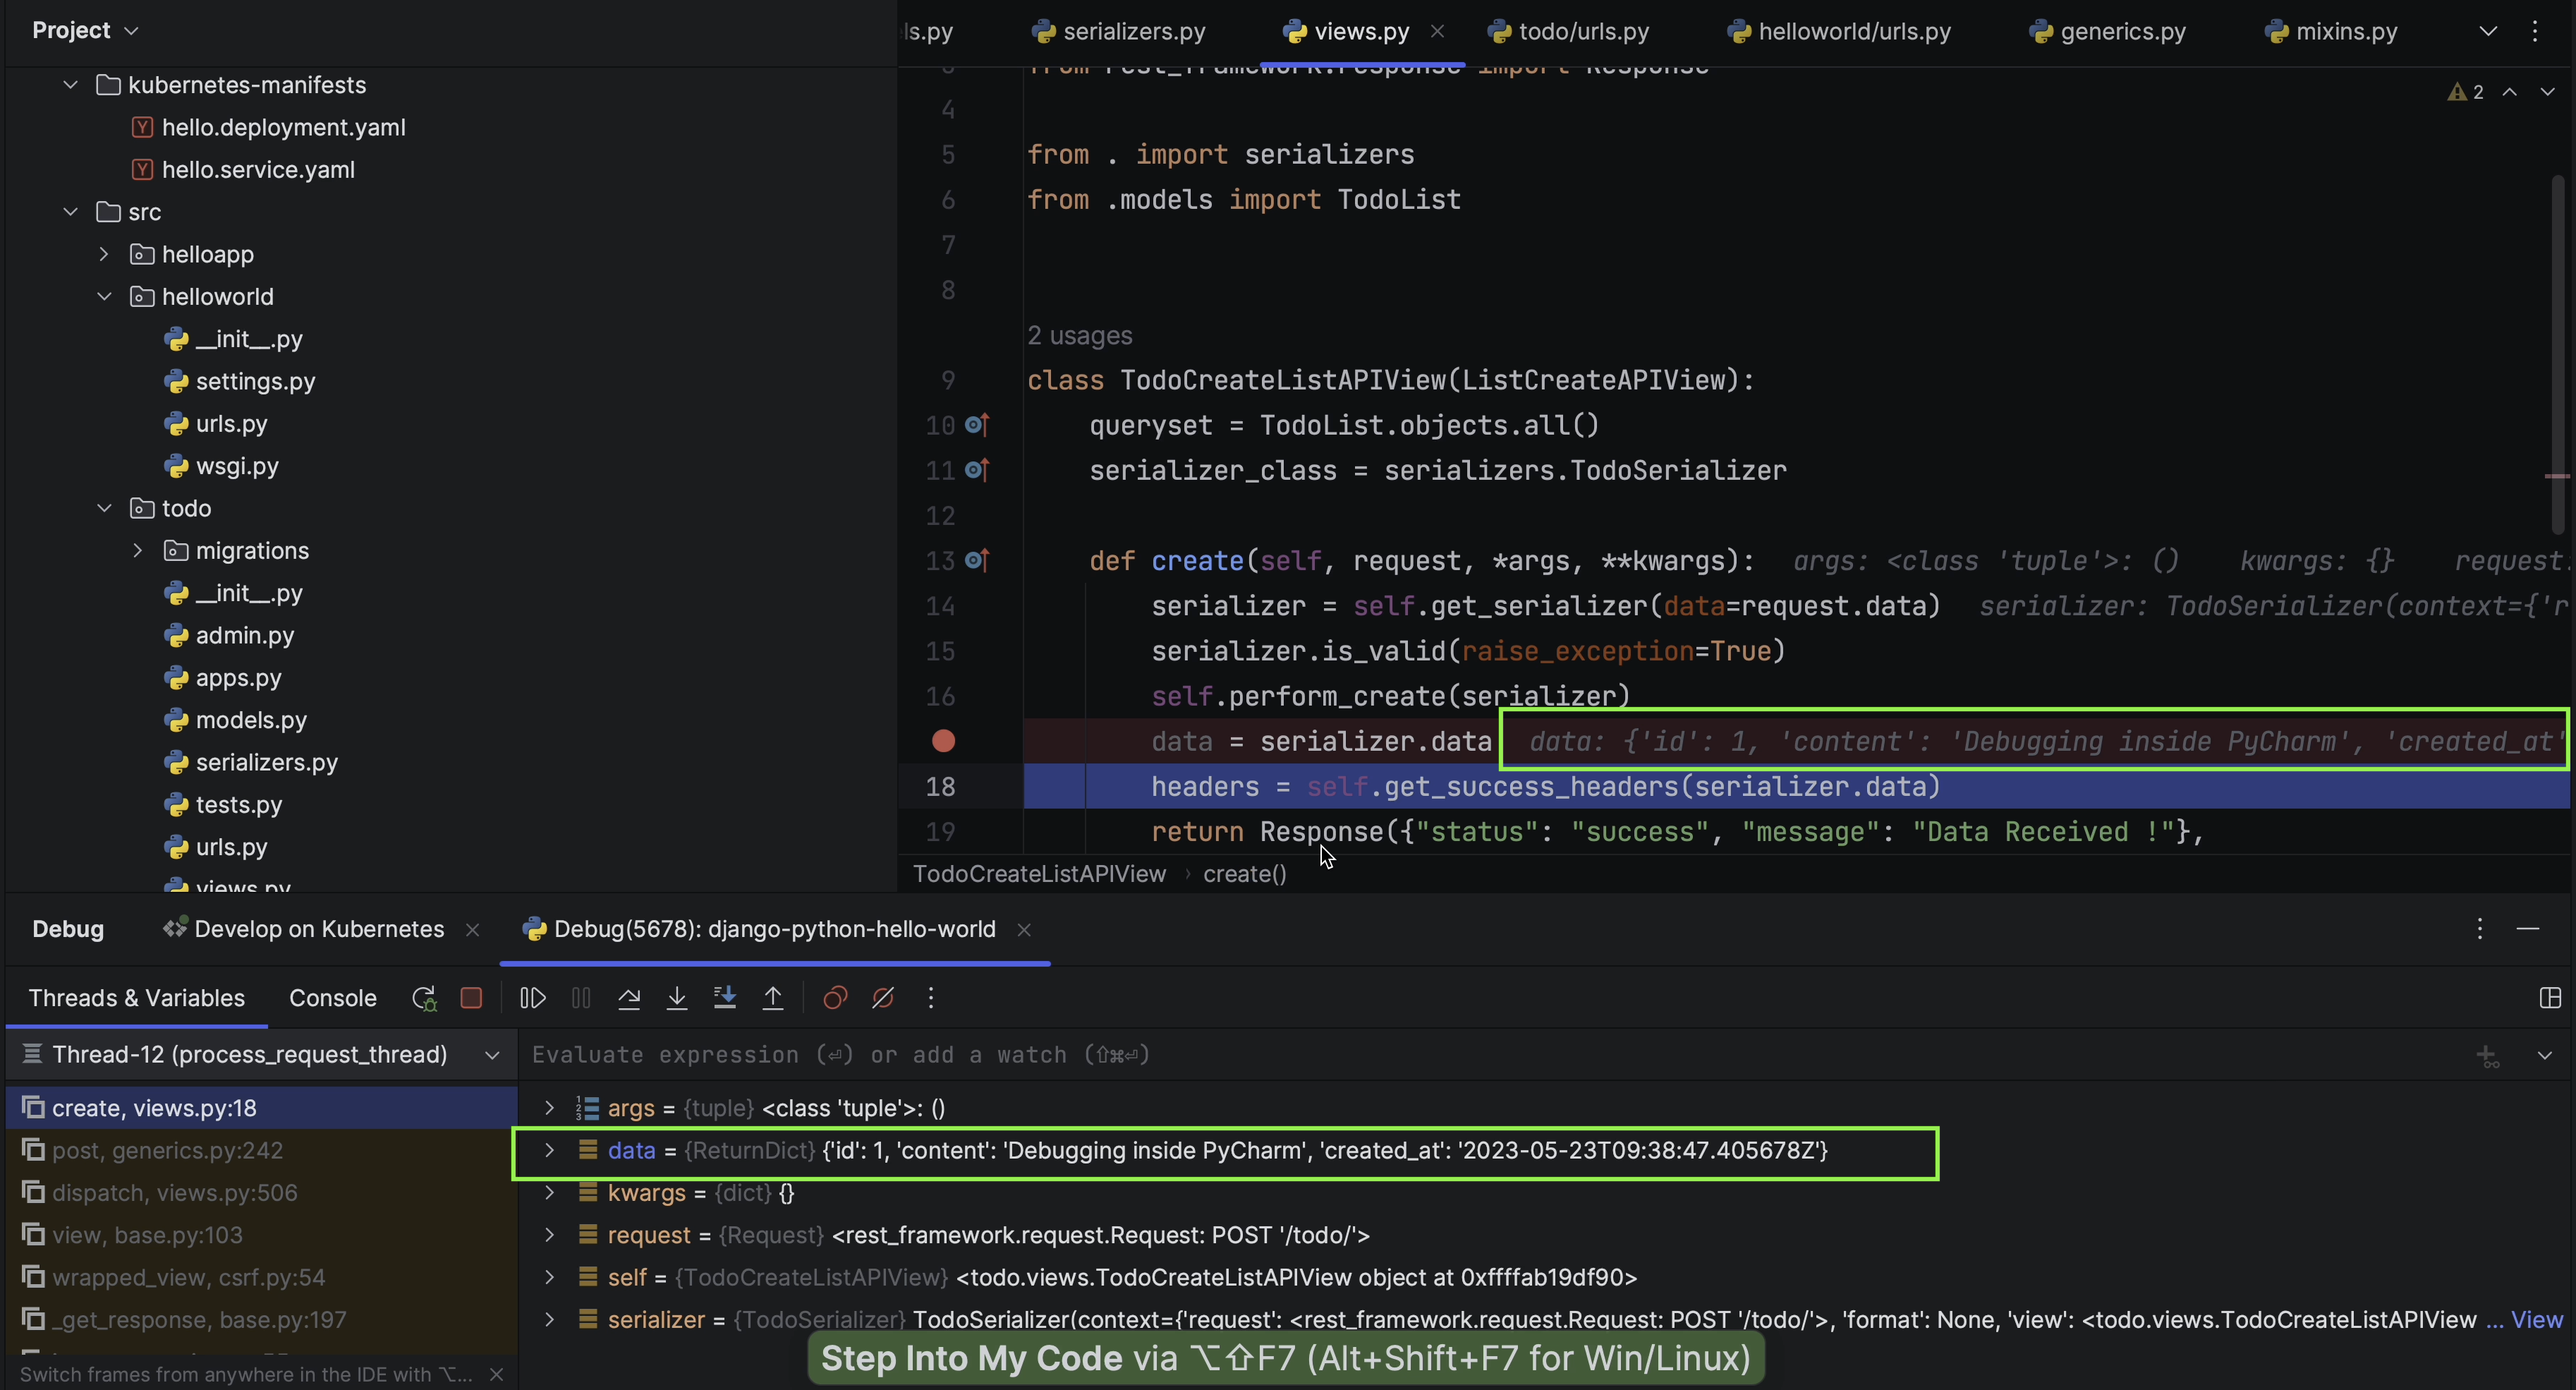 Project
kubernetes-manifests
hello.deployment.yaml
hello.service.yaml
src
helloapp
helloworld
__init__.py
settings.py
urls.py
wsgi.py
todo
migrations
__init__.py
admin.py
apps.py
models.py
serializers.py
tests.py
urls.py
views.py
ls.py serializers.py views.py todo/urls.py helloworld/urls.py generics.py mixins.py
3 from rest_framework.response import Response
2
4
5 from . import serializers
6 from .models import TodoList
7
8
2 usages
9 class TodoCreateListAPIView(ListCreateAPIView):
10 queryset = TodoList.objects.all()
11 serializer_class = serializers.TodoSerializer
12
13 def create(self, request, *args, **kwargs): args: <class 'tuple'>: () kwargs: {} request:
14 serializer = self.get_serializer(data=request.data) serializer: TodoSerializer(context={'r
15 serializer.is_valid(raise_exception=True)
16 self.perform_create(serializer)
data = serializer.data data: {'id': 1, 'content': 'Debugging inside PyCharm', 'created_at'
18 headers = self.get_success_headers(serializer.data)
19 return Response({"status": "success", "message": "Data Received !"},
TodoCreateListAPIView › create()
Debug Develop on Kubernetes Debug(5678): django-python-hello-world
Threads & Variables Console
Thread-12 (process_request_thread)
Evaluate expression (⏎) or add a watch (⇧⌘⏎)
create, views.py:18
post, generics.py:242
dispatch, views.py:506
view, base.py:103
wrapped_view, csrf.py:54
_get_response, base.py:197
Switch frames from anywhere in the IDE with ⌥...
args = {tuple} <class 'tuple'>: ()
data = {ReturnDict} {'id': 1, 'content': 'Debugging inside PyCharm', 'created_at': '2023-05-23T09:38:47.405678Z'}
kwargs = {dict} {}
request = {Request} <rest_framework.request.Request: POST '/todo/'>
self = {TodoCreateListAPIView} <todo.views.TodoCreateListAPIView object at 0xffffab19df90>
serializer = {TodoSerializer} TodoSerializer(context={'request': <rest_framework.request.Request: POST '/todo/'>, 'format': None, 'view': <todo.views.TodoCreateListAPIView ... View
Step Into My Code via ⌥⇧F7 (Alt+Shift+F7 for Win/Linux)